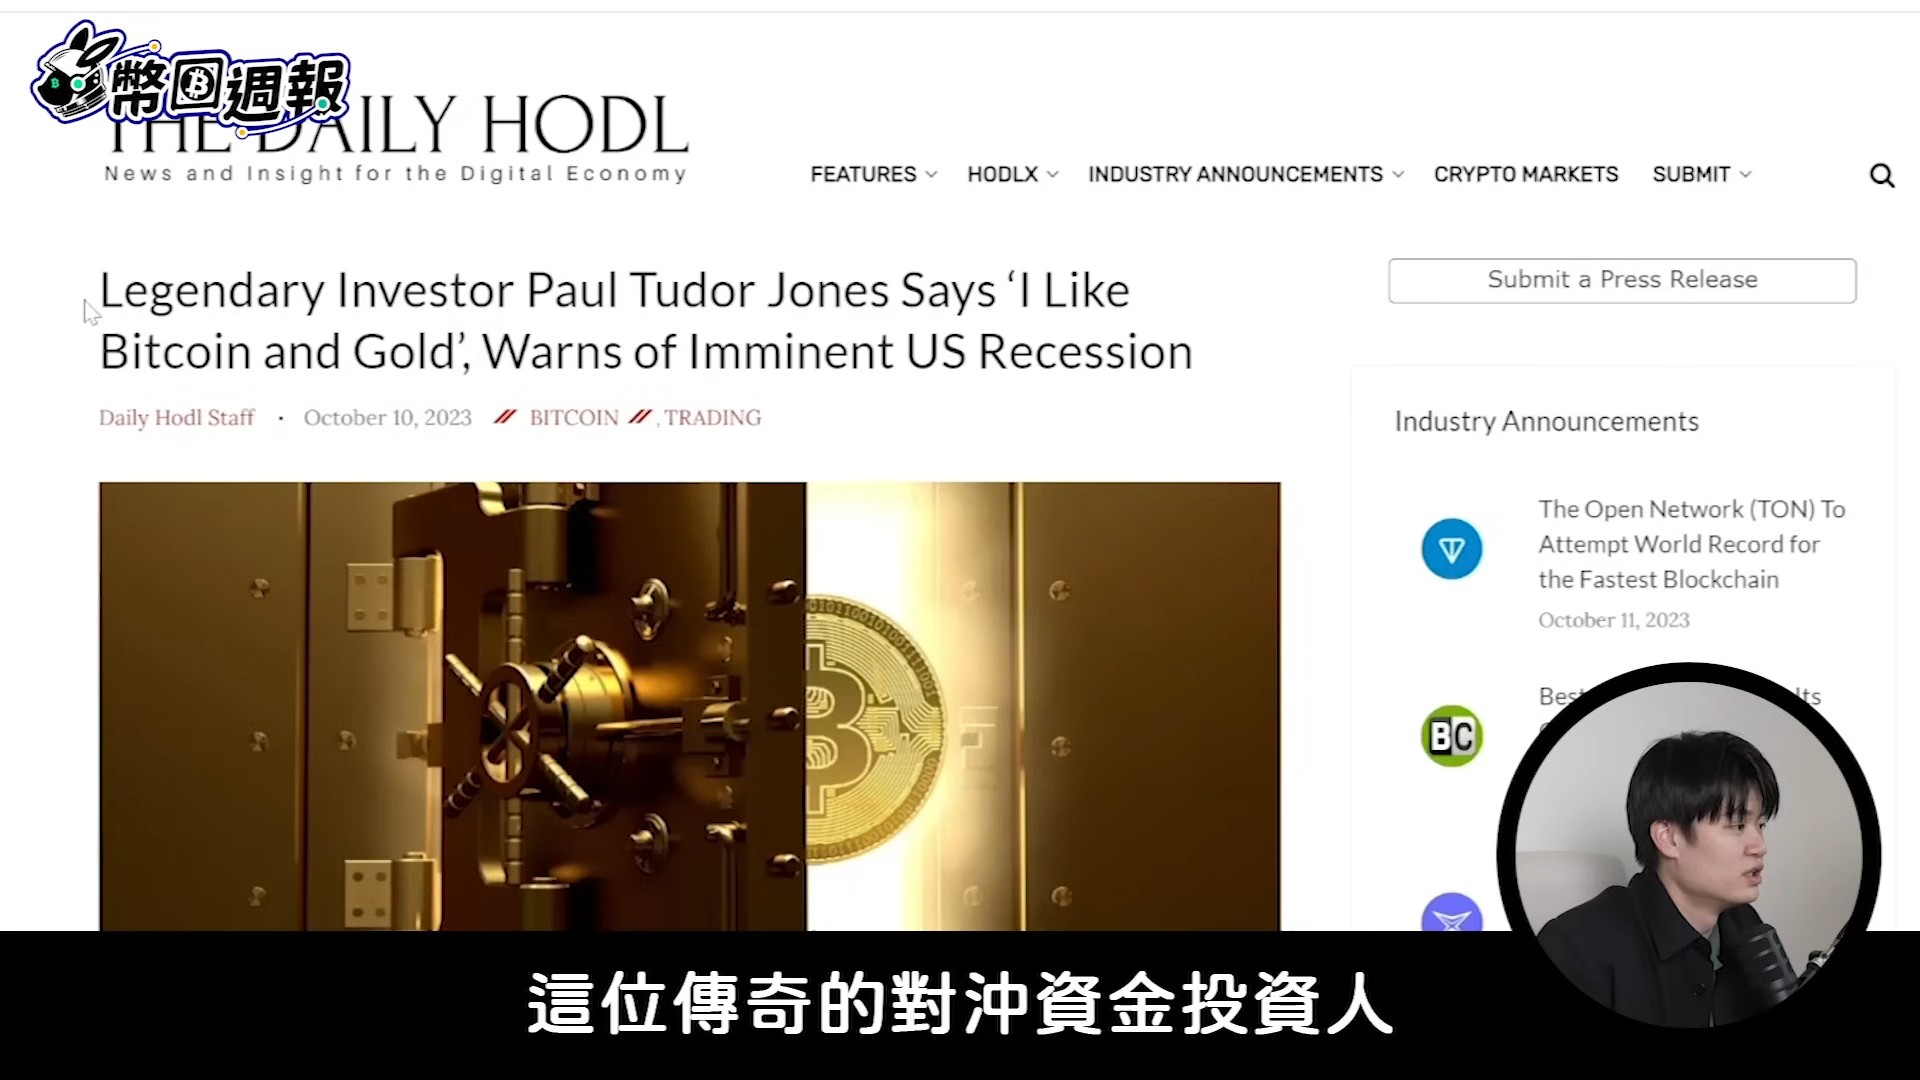 幣回週報
THE DAILY HODL
News and Insight for the Digital Economy
FEATURES HODLX INDUSTRY ANNOUNCEMENTS CRYPTO MARKETS SUBMIT
Legendary Investor Paul Tudor Jones Says ‘I Like
Bitcoin and Gold’, Warns of Imminent US Recession
Daily Hodl Staff · October 10, 2023 // BITCOIN // , TRADING
Submit a Press Release
Industry Announcements
The Open Network (TON) To
Attempt World Record for
the Fastest Blockchain
October 11, 2023
BC
這位傳奇的對沖資金投資人